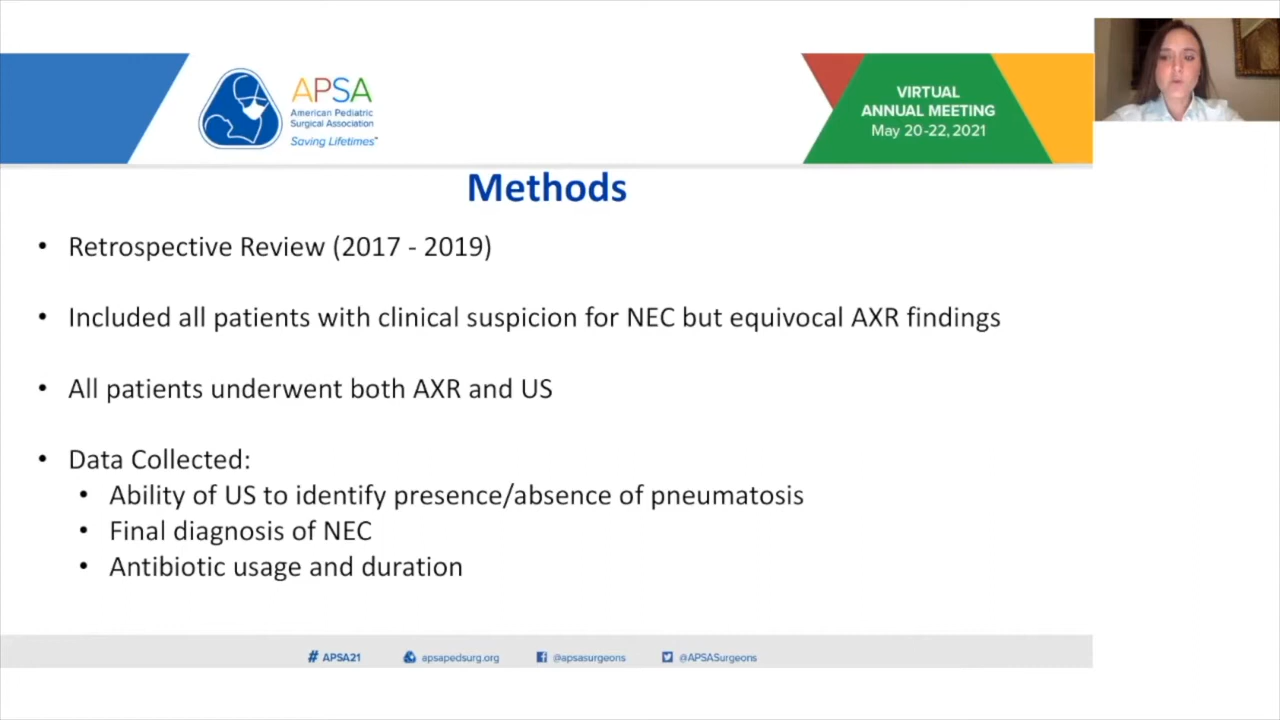 APSA
American Pediatric
Surgical Association
Saving Lifetimes™
VIRTUAL
ANNUAL MEETING
May 20-22, 2021
Methods
• Retrospective Review (2017 - 2019)
• Included all patients with clinical suspicion for NEC but equivocal AXR findings
• All patients underwent both AXR and US
• Data Collected:
• Ability of US to identify presence/absence of pneumatosis
• Final diagnosis of NEC
• Antibiotic usage and duration
# APSA21 apsapedsurg.org @apsasurgeons @APSASurgeons